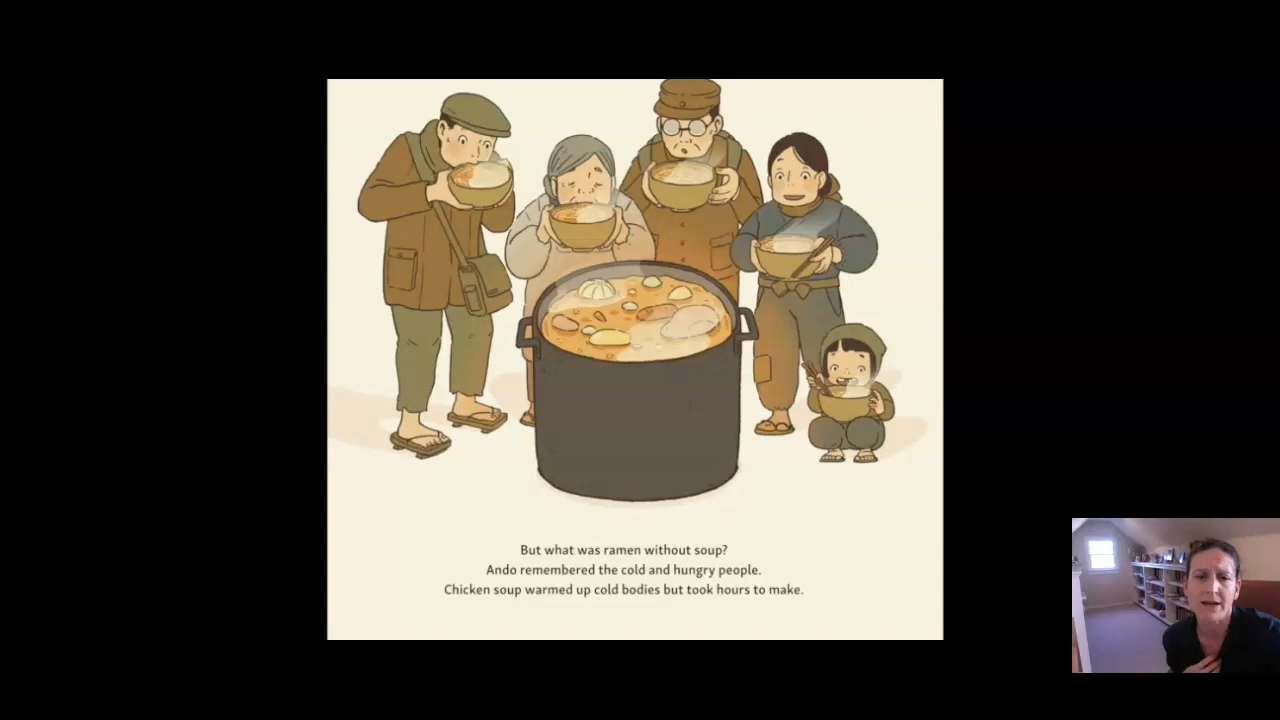 But what was ramen without soup?
Ando remembered the cold and hungry people.
Chicken soup warmed up cold bodies but took hours to make.